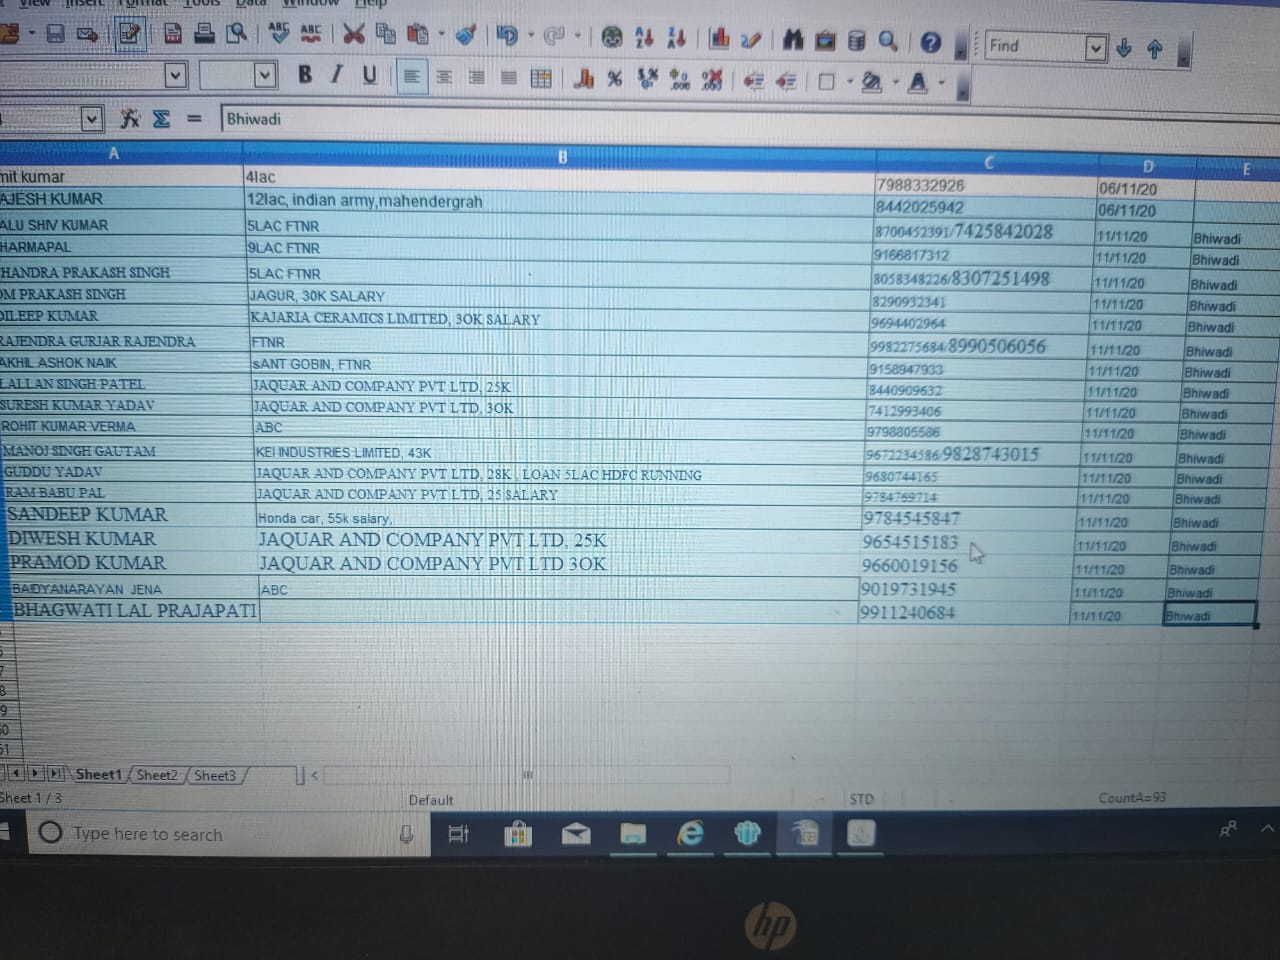 View Insert Format Tools Data Window Help
Find
B I U
Bhiwadi
A B C D E
mit kumar 4lac 7988332926 06/11/20
AJESH KUMAR 12lac, indian army,mahendergrah 8442025942 06/11/20
ALU SHIV KUMAR 5LAC FTNR 8700452391/7425842028 11/11/20 Bhiwadi
HARMAPAL 9LAC FTNR 9166817312 11/11/20 Bhiwadi
HANDRA PRAKASH SINGH 5LAC FTNR 8058348226/8307251498 11/11/20 Bhiwadi
OM PRAKASH SINGH JAGUR, 30K SALARY 8290932341 11/11/20 Bhiwadi
DILEEP KUMAR KAJARIA CERAMICS LIMITED, 3OK SALARY 9694402964 11/11/20 Bhiwadi
RAJENDRA GURJAR RAJENDRA FTNR 9982275684/8990506056 11/11/20 Bhiwadi
AKHIL ASHOK NAIK sANT GOBIN, FTNR 9158947933 11/11/20 Bhiwadi
LALLAN SINGH PATEL JAQUAR AND COMPANY PVT LTD, 25K 8440909632 11/11/20 Bhiwadi
SURESH KUMAR YADAV JAQUAR AND COMPANY PVT LTD, 3OK 7412993406 11/11/20 Bhiwadi
ROHIT KUMAR VERMA ABC 9798805586 11/11/20 Bhiwadi
MANOJ SINGH GAUTAM KEI INDUSTRIES LIMITED, 43K 9672234586/9828743015 11/11/20 Bhiwadi
GUDDU YADAV JAQUAR AND COMPANY PVT LTD, 28K , LOAN 5LAC HDFC RUNNING 9680744165 11/11/20 Bhiwadi
RAM BABU PAL JAQUAR AND COMPANY PVT LTD, 25 SALARY 9784769714 11/11/20 Bhiwadi
SANDEEP KUMAR Honda car, 55k salary, 9784545847 11/11/20 Bhiwadi
DIWESH KUMAR JAQUAR AND COMPANY PVT LTD, 25K 9654515183 11/11/20 Bhiwadi
PRAMOD KUMAR JAQUAR AND COMPANY PVT LTD 3OK 9660019156 11/11/20 Bhiwadi
BAIDYANARAYAN JENA ABC 9019731945 11/11/20 Bhiwadi
BHAGWATI LAL PRAJAPATI 9911240684 11/11/20 Bhiwadi
Sheet1 Sheet2 Sheet3
Sheet 1 / 3 Default STD CountA=93
Type here to search
hp